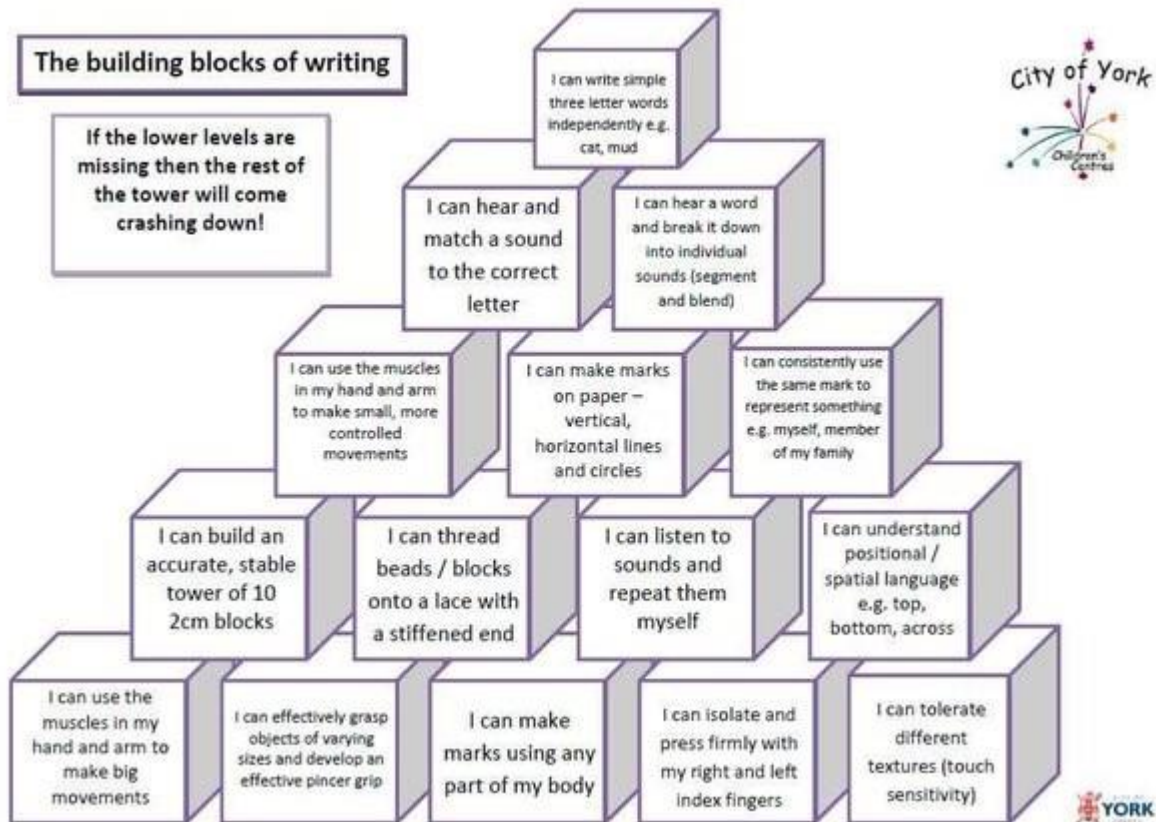 The building blocks of writing
If the lower levels are
missing then the rest of
the tower will come
crashing down!
City of York
Children's
Centres
I can write simple
three letter words
independently e.g.
cat, mud
I can hear and
match a sound
to the correct
letter
I can hear a word
and break it down
into individual
sounds (segment
and blend)
I can use the muscles
in my hand and arm
to make small, more
controlled
movements
I can make marks
on paper –
vertical,
horizontal lines
and circles
I can consistently use
the same mark to
represent something
e.g. myself, member
of my family
I can build an
accurate, stable
tower of 10
2cm blocks
I can thread
beads / blocks
onto a lace with
a stiffened end
I can listen to
sounds and
repeat them
myself
I can understand
positional /
spatial language
e.g. top,
bottom, across
I can use the
muscles in my
hand and arm to
make big
movements
I can effectively grasp
objects of varying
sizes and develop an
effective pincer grip
I can make
marks using any
part of my body
I can isolate and
press firmly with
my right and left
index fingers
I can tolerate
different
textures (touch
sensitivity)
YORK